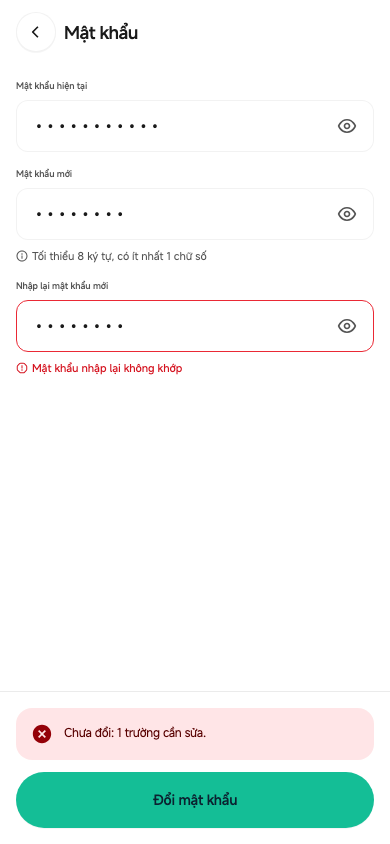 Mật khẩu
Mật khẩu hiện tại
• • • • • • • • • • •
Mật khẩu mới
• • • • • • • •
Tối thiểu 8 ký tự, có ít nhất 1 chữ số
Nhập lại mật khẩu mới
• • • • • • • •
Mật khẩu nhập lại không khớp
Chưa đổi: 1 trường cần sửa.
Đổi mật khẩu